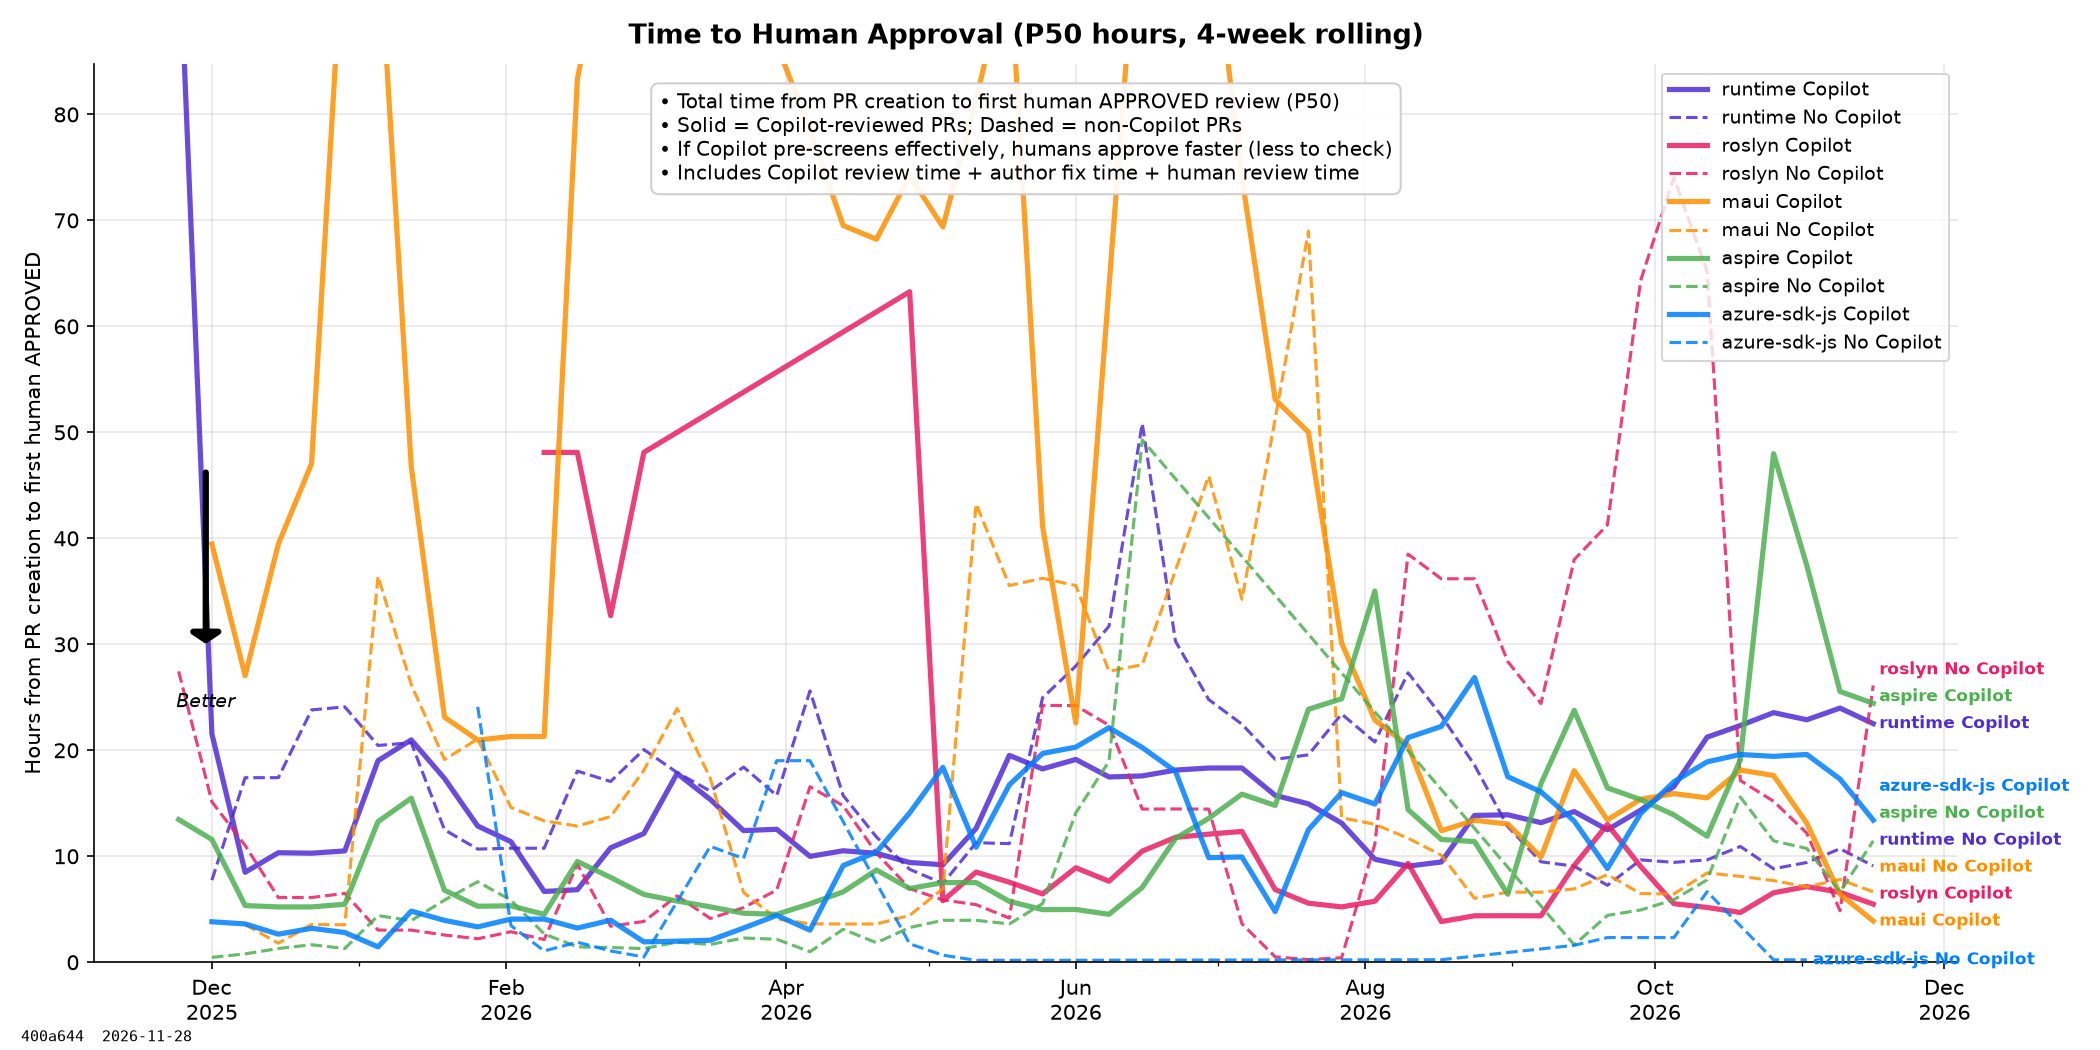 Time to Human Approval (P50 hours, 4-week rolling)
• Total time from PR creation to first human APPROVED review (P50)
• Solid = Copilot-reviewed PRs; Dashed = non-Copilot PRs
• If Copilot pre-screens effectively, humans approve faster (less to check)
• Includes Copilot review time + author fix time + human review time
runtime Copilot
runtime No Copilot
roslyn Copilot
roslyn No Copilot
maui Copilot
maui No Copilot
aspire Copilot
aspire No Copilot
azure-sdk-js Copilot
azure-sdk-js No Copilot
Hours from PR creation to first human APPROVED
80
70
60
50
40
30
20
10
0
Better
roslyn No Copilot
aspire Copilot
runtime Copilot
azure-sdk-js Copilot
aspire No Copilot
runtime No Copilot
maui No Copilot
roslyn Copilot
maui Copilot
azure-sdk-js No Copilot
Dec
2025
Feb
2026
Apr
2026
Jun
2026
Aug
2026
Oct
2026
Dec
2026
400a644 2026-11-28